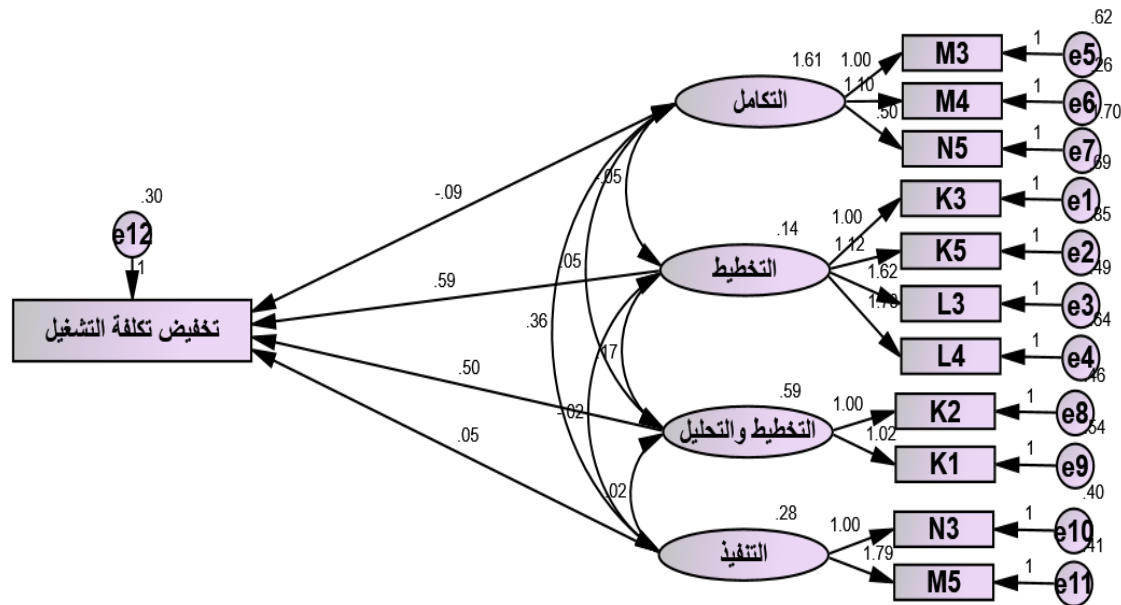 .62
M3
1
e5
1.61
1.00
.26
M4
1
e6
1.10
التكامل
1.70
N5
1
e7
.50
.69
K3
1
e1
-.05
.30
-.09
.85
1.00
.14
K5
1
e2
1.12
e12
1
التخطيط
.05
.49
1.62
L3
1
e3
.59
1.78
.64
تخفيض تكلفة التشغيل
.36
L4
1
e4
.17
.46
.50
.59
1.00
K2
1
e8
-.02
التخطيط والتحليل
1.02
.54
K1
1
e9
.05
.02
.40
.28
1.00
N3
1
e10
التنفيذ
1.79
.41
M5
1
e11